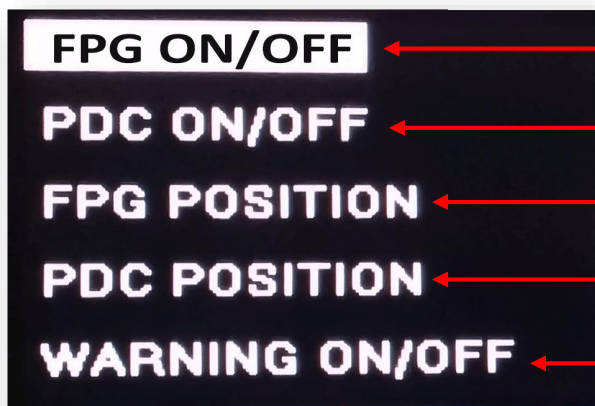 FPG ON/OFF
PDC ON/OFF
FPG POSITION
PDC POSITION
WARNING ON/OFF